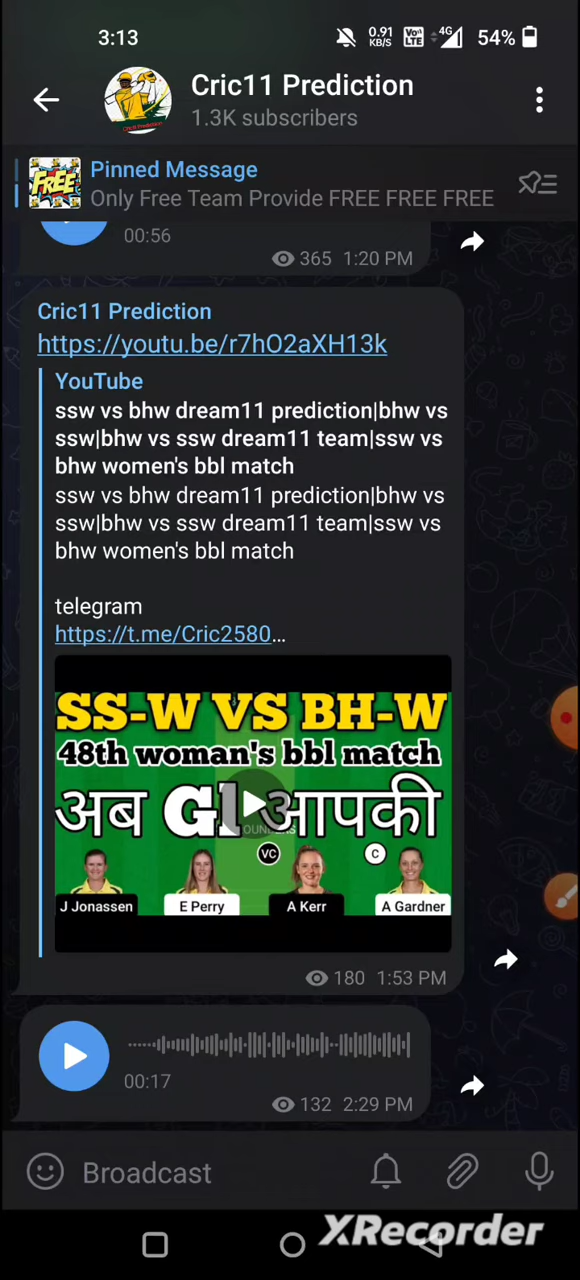 3:13
0.91
KB/S
Vo
LTE
4G
54%
Cric11 Prediction
1.3K subscribers
FREE
Pinned Message
Only Free Team Provide FREE FREE FREE
00:56
365 1:20 PM
Cric11 Prediction
https://youtu.be/r7hO2aXH13k
YouTube
ssw vs bhw dream11 prediction|bhw vs
ssw|bhw vs ssw dream11 team|ssw vs
bhw women's bbl match
ssw vs bhw dream11 prediction|bhw vs
ssw|bhw vs ssw dream11 team|ssw vs
bhw women's bbl match
telegram
https://t.me/Cric2580...
SS-W VS BH-W
48th woman's bbl match
अब Gl आपकी
VC
C
J Jonassen
E Perry
A Kerr
A Gardner
180 1:53 PM
00:17
132 2:29 PM
Broadcast
XRecorder